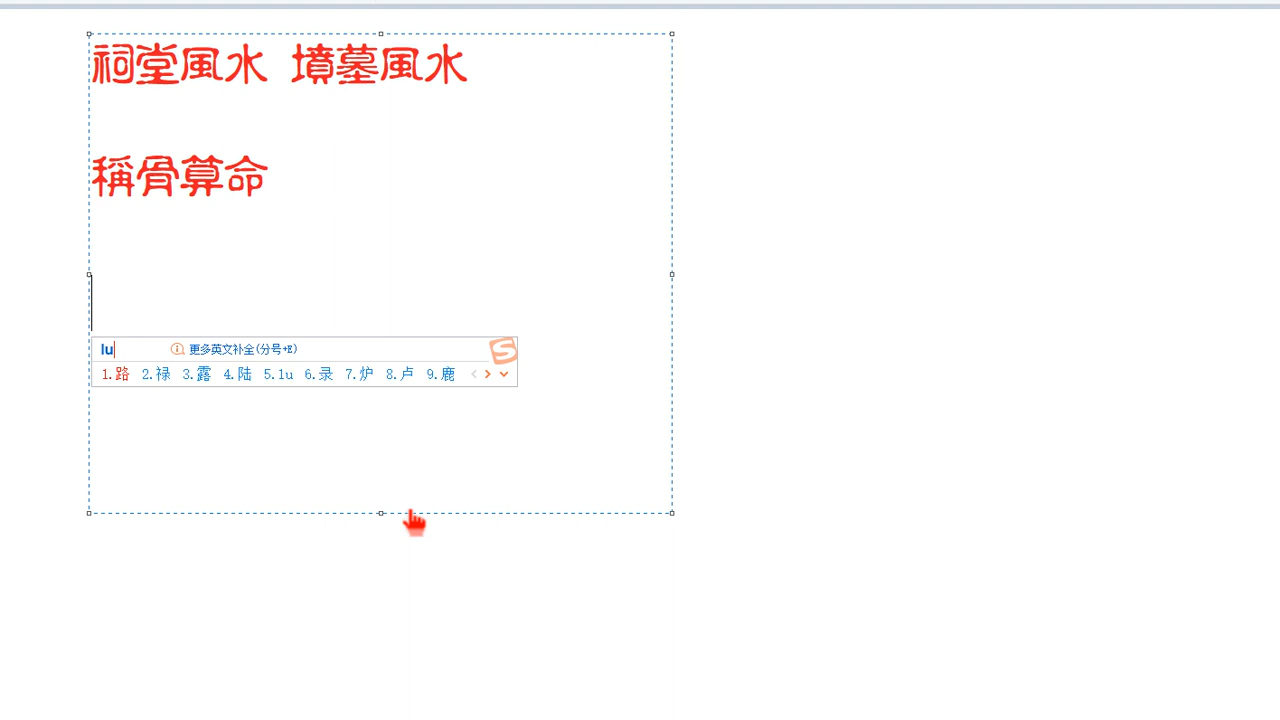 祠堂風水 墳墓風水
稱骨算命
lu 更多英文补全(分号+E)
1.路 2.禄 3.露 4.陆 5.lu 6.录 7.炉 8.卢 9.鹿